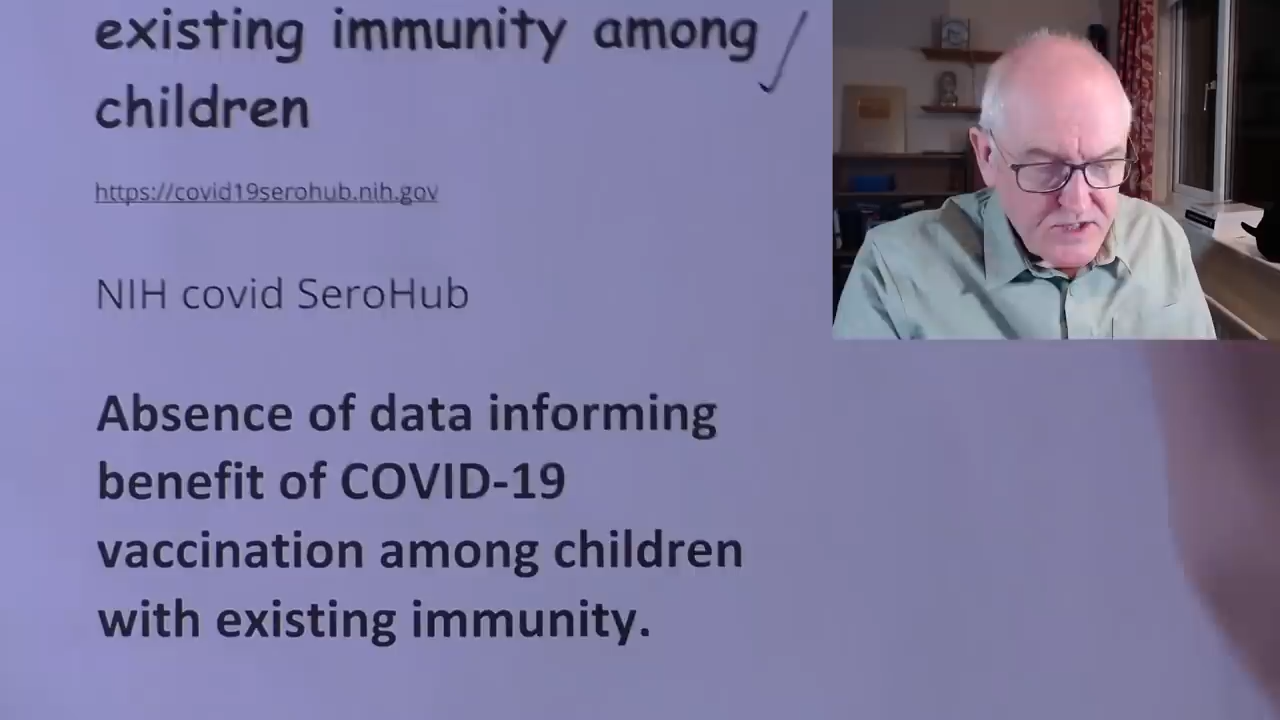 existing immunity among
children
https://covid19serohub.nih.gov
NIH covid SeroHub
Absence of data informing
benefit of COVID-19
vaccination among children
with existing immunity.